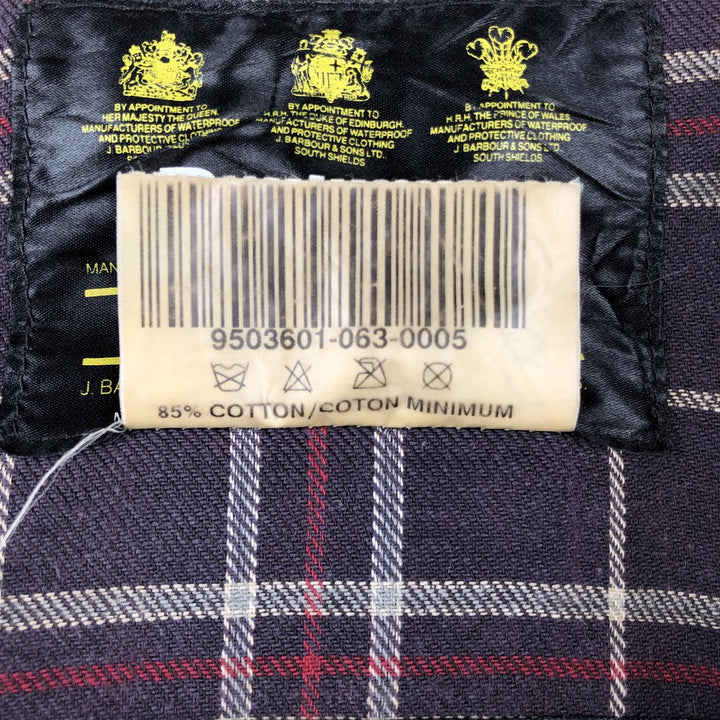 BY APPOINTMENT TO
HER MAJESTY THE QUEEN.
MANUFACTURERS OF WATERPROOF
AND PROTECTIVE CLOTHING
J. BARBOUR & SONS LTD.
SOUTH SHIELDS
BY APPOINTMENT TO
H.R.H. THE DUKE OF EDINBURGH.
MANUFACTURERS OF WATERPROOF
AND PROTECTIVE CLOTHING
J. BARBOUR & SONS LTD.
SOUTH SHIELDS
BY APPOINTMENT TO
H.R.H. THE PRINCE OF WALES
MANUFACTURERS OF WATERPROOF
AND PROTECTIVE CLOTHING
J. BARBOUR & SONS LTD.
SOUTH SHIELDS
MAN
J. BA
9503601-063-0005
85% COTTON/COTON MINIMUM